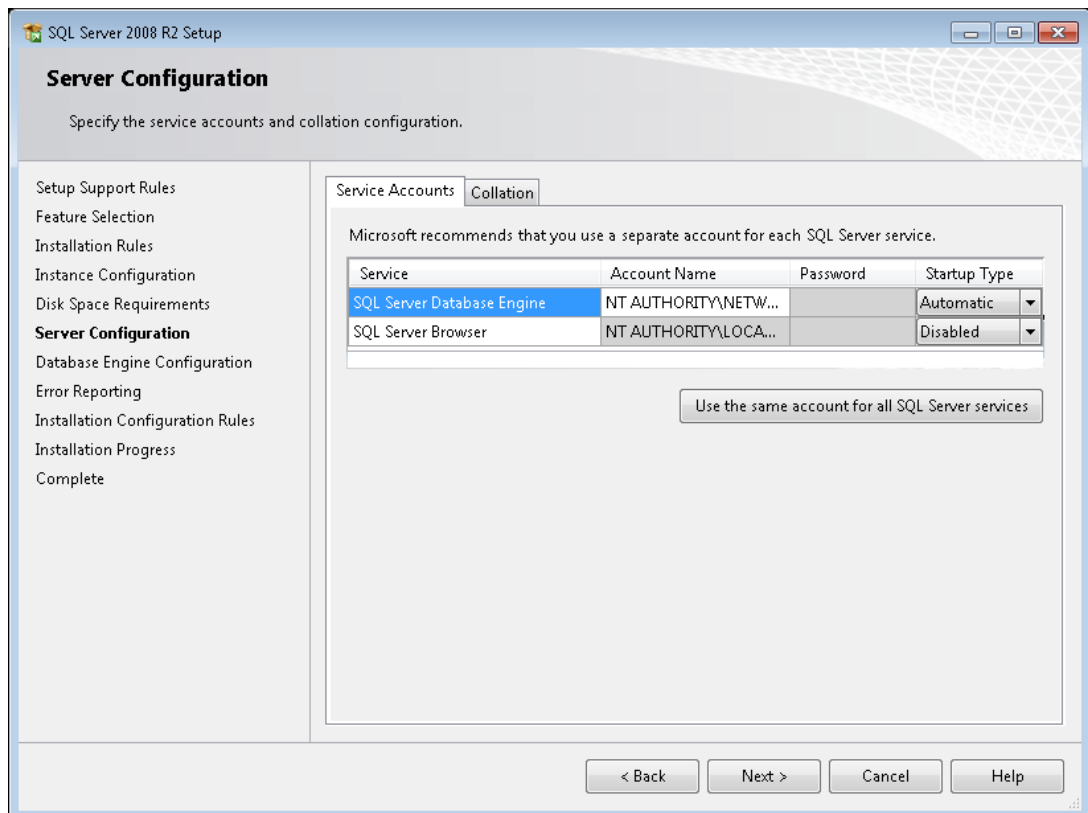 SQL Server 2008 R2 Setup
Server Configuration
Specify the service accounts and collation configuration.
Setup Support Rules
Feature Selection
Installation Rules
Instance Configuration
Disk Space Requirements
Server Configuration
Database Engine Configuration
Error Reporting
Installation Configuration Rules
Installation Progress
Complete
Service Accounts Collation
Microsoft recommends that you use a separate account for each SQL Server service.
Service Account Name Password Startup Type
SQL Server Database Engine NT AUTHORITY\NETW... Automatic
SQL Server Browser NT AUTHORITY\LOCA... Disabled
Use the same account for all SQL Server services
< Back Next > Cancel Help